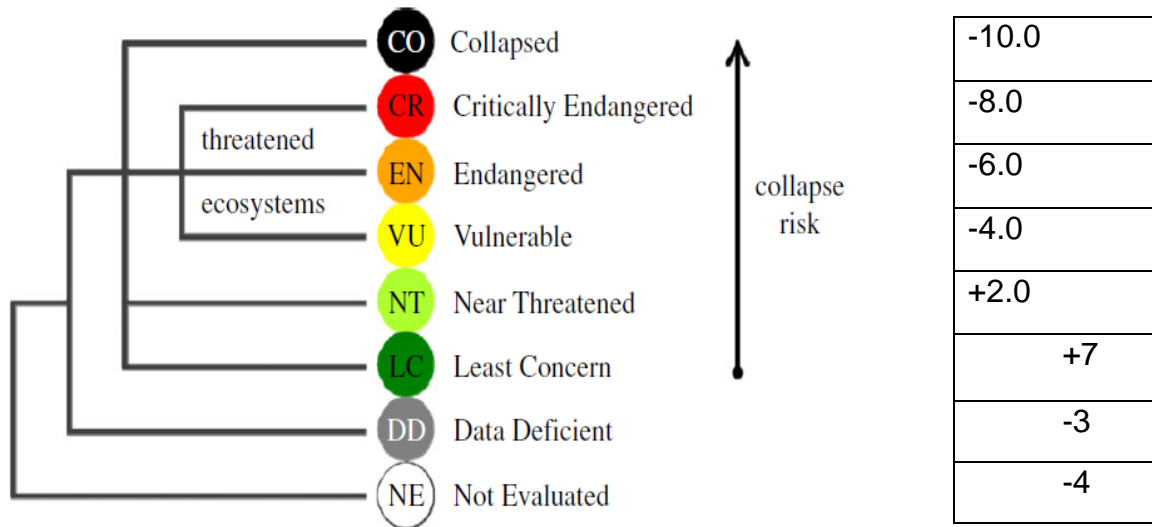 CO Collapsed
-10.0
CR Critically Endangered
-8.0
threatened
EN Endangered
-6.0
collapse
risk
ecosystems
VU Vulnerable
-4.0
NT Near Threatened
+2.0
LC Least Concern
+7
DD Data Deficient
-3
NE Not Evaluated
-4